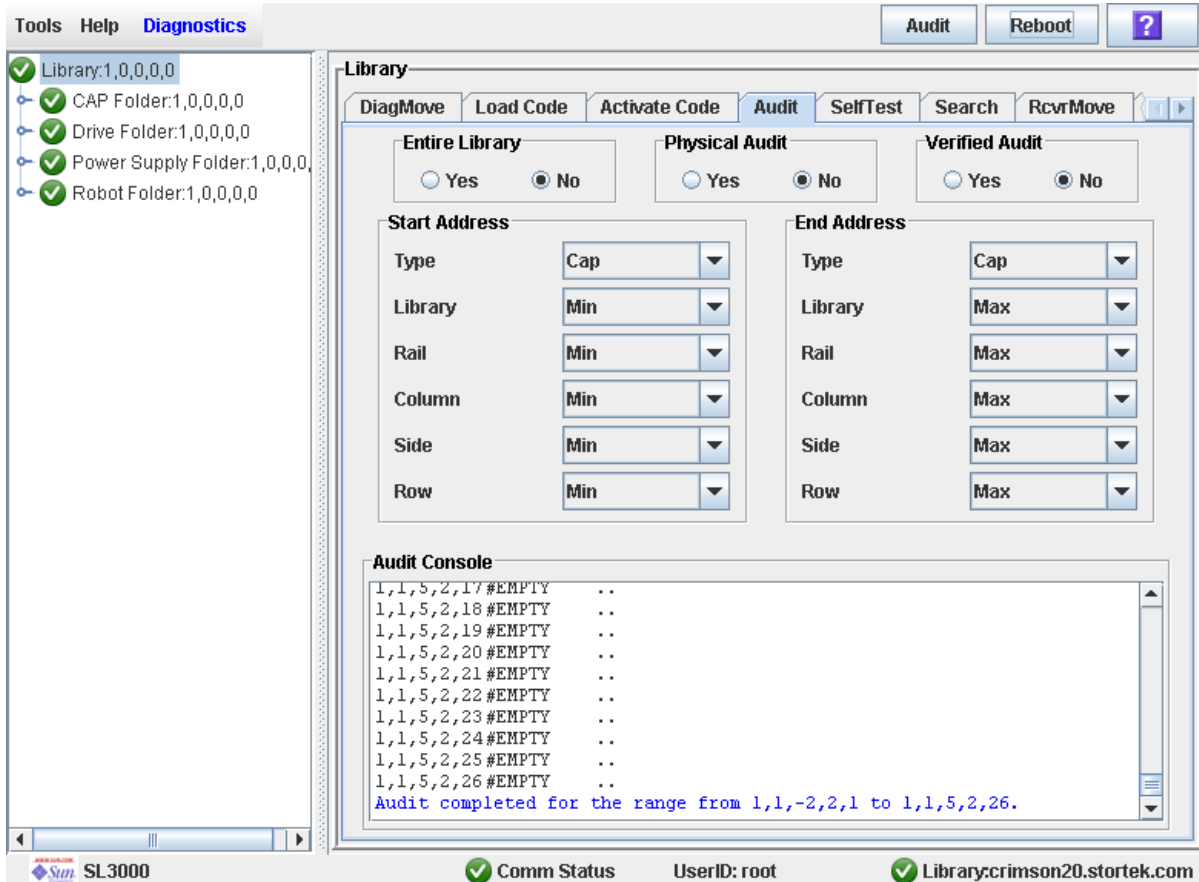 Tools Help Diagnostics
Audit Reboot ?
Library:1,0,0,0,0
CAP Folder:1,0,0,0,0
Drive Folder:1,0,0,0,0
Power Supply Folder:1,0,0,0,
Robot Folder:1,0,0,0,0
Library
DiagMove Load Code Activate Code Audit SelfTest Search RcvrMove
Entire Library Physical Audit Verified Audit
Yes No Yes No Yes No
Start Address End Address
Type Cap Type Cap
Library Min Library Max
Rail Min Rail Max
Column Min Column Max
Side Min Side Max
Row Min Row Max
Audit Console
1,1,5,2,17#EMPTY ..
1,1,5,2,18#EMPTY ..
1,1,5,2,19#EMPTY ..
1,1,5,2,20#EMPTY ..
1,1,5,2,21#EMPTY ..
1,1,5,2,22#EMPTY ..
1,1,5,2,23#EMPTY ..
1,1,5,2,24#EMPTY ..
1,1,5,2,25#EMPTY ..
1,1,5,2,26#EMPTY ..
Audit completed for the range from 1,1,-2,2,1 to 1,1,5,2,26.
Sun SL3000 Comm Status UserID: root Library:crimson20.stortek.com